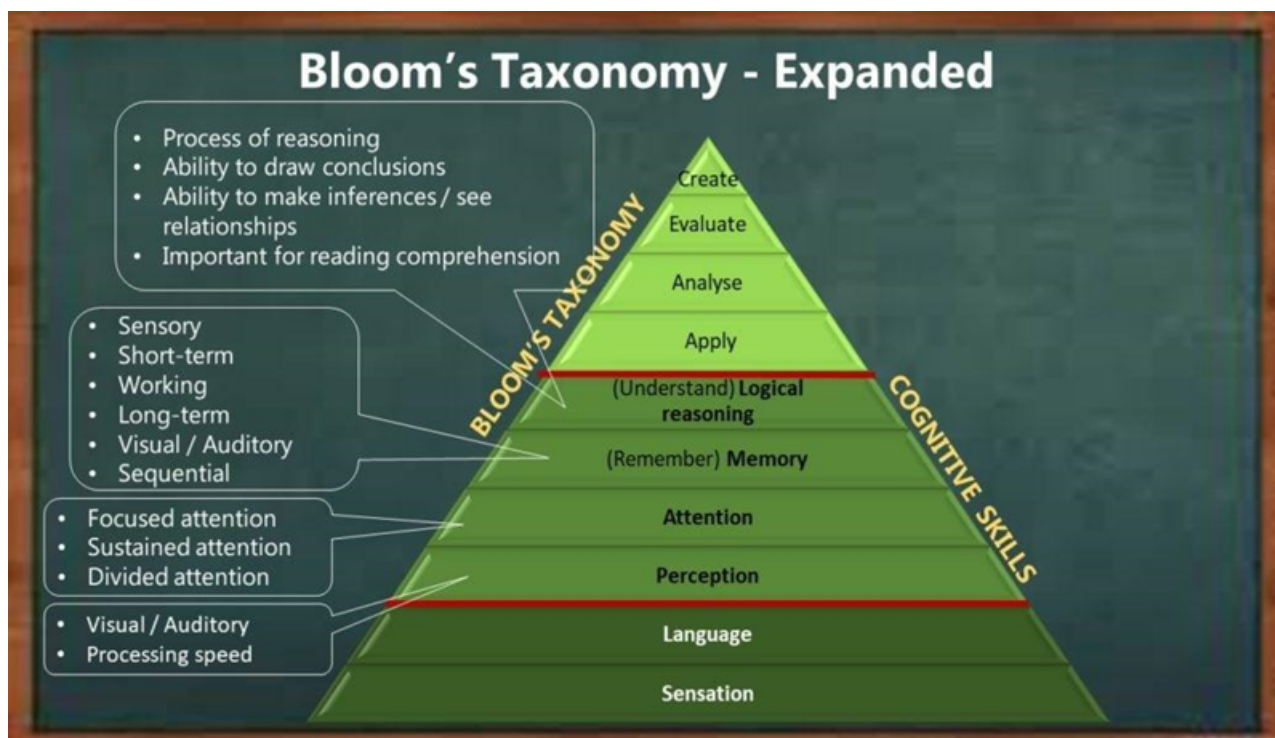 Bloom's Taxonomy - Expanded
• Process of reasoning
• Ability to draw conclusions
• Ability to make inferences / see
relationships
• Important for reading comprehension
• Sensory
• Short-term
• Working
• Long-term
• Visual / Auditory
• Sequential
• Focused attention
• Sustained attention
• Divided attention
• Visual / Auditory
• Processing speed
BLOOM'S TAXONOMY
Create
Evaluate
Analyse
Apply
(Understand) Logical
reasoning
(Remember) Memory
Attention
Perception
Language
Sensation
COGNITIVE SKILLS